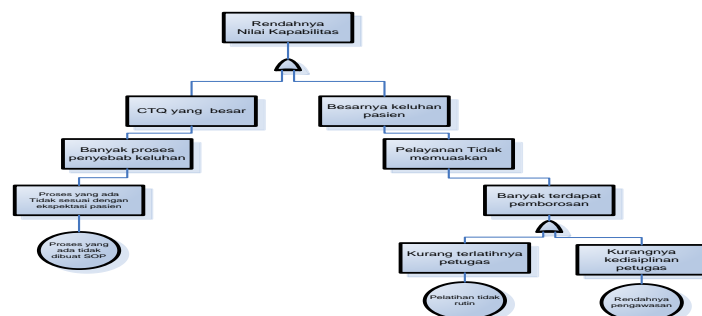 Rendahnya
Nilai Kapabilitas
CTQ yang besar
Besarnya keluhan
pasien
Banyak proses
penyebab keluhan
Pelayanan Tidak
memuaskan
Proses yang ada
Tidak sesuai dengan
ekspektasi pasien
Banyak terdapat
pemborosan
Proses yang
ada tidak
dibuat SOP
Kurang terlatihnya
petugas
Kurangnya
kedisiplinan
petugas
Pelatihan tidak
rutin
Rendahnya
pengawasan